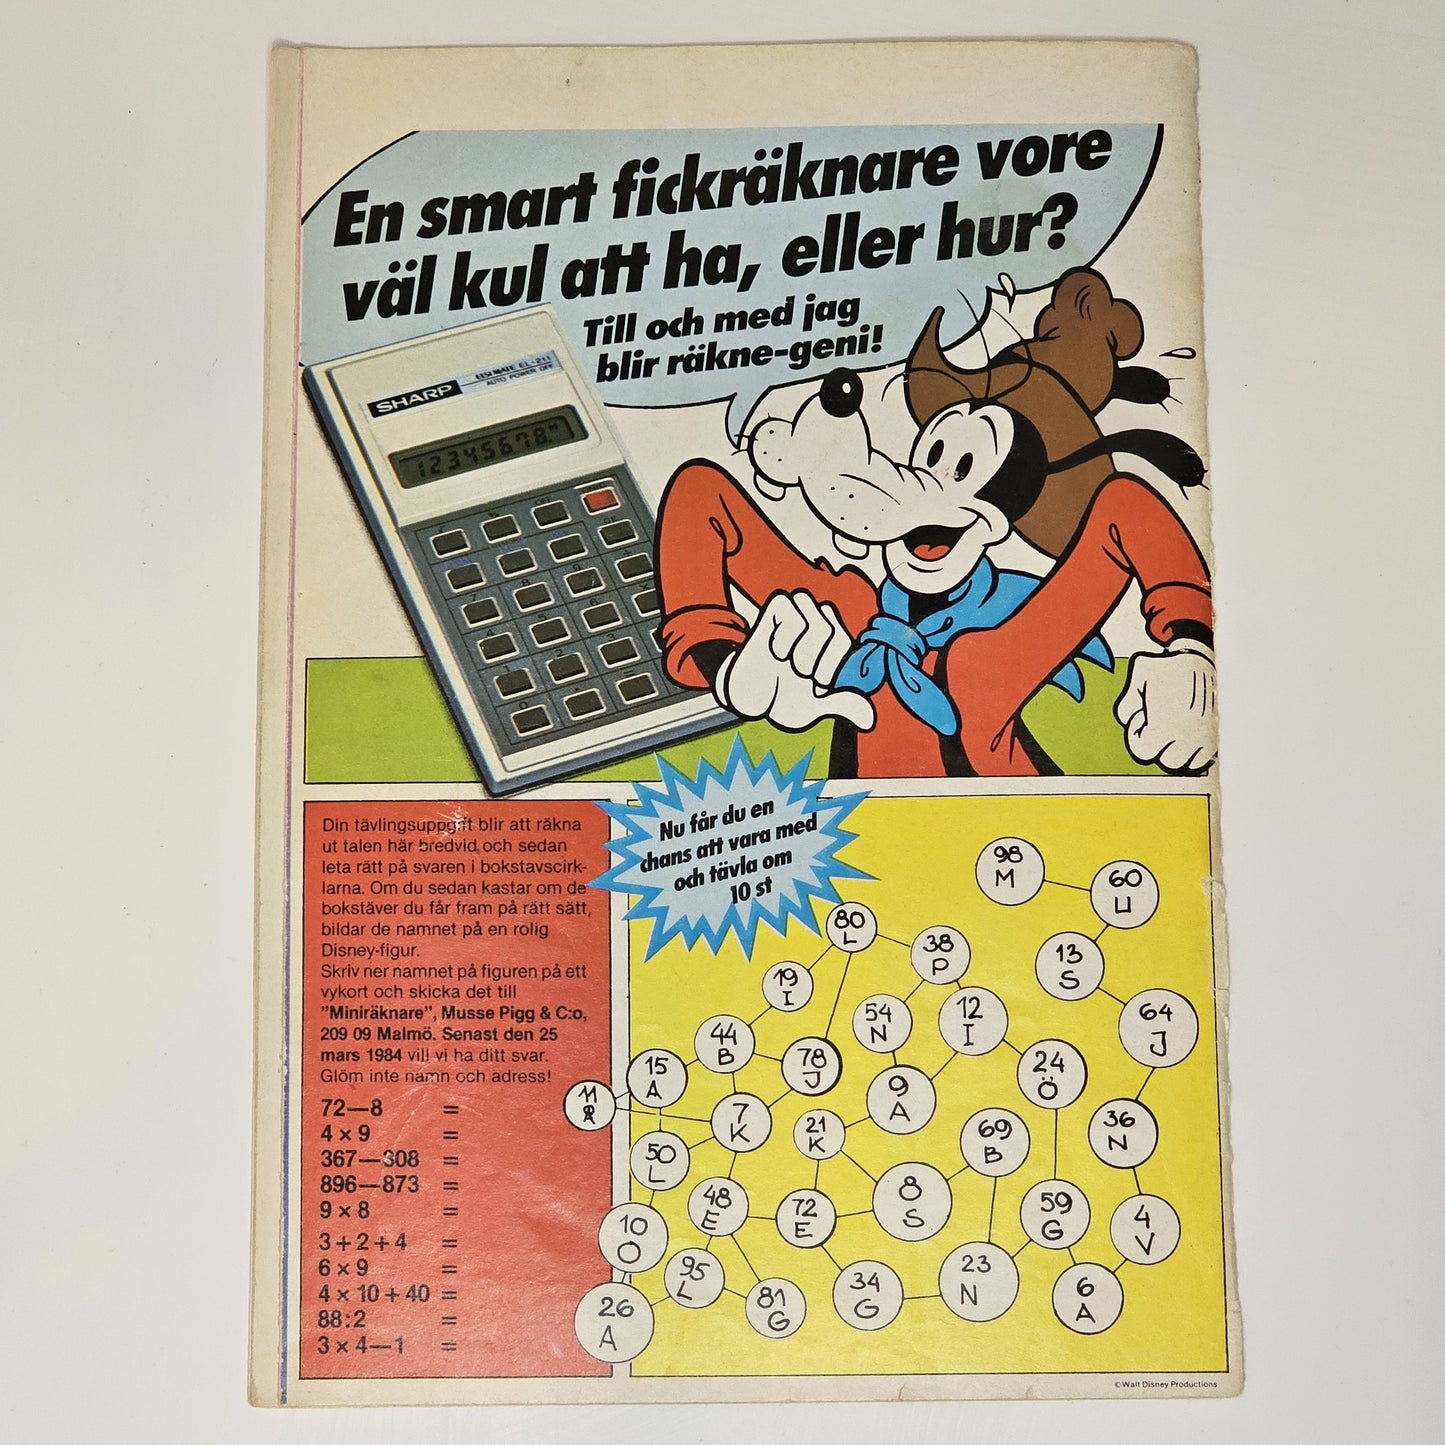 En smart fickräknare vore
väl kul att ha, eller hur?
Till och med jag
blir räkne-geni!
SHARP
ELSI MATE EL-211
AUTO POWER OFF
12345678.
Nu får du en
chans att vara med
och tävla om
10 st
Din tävlingsuppgift blir att räkna
ut talen här bredvid och sedan
leta rätt på svaren i bokstavscirk-
larna. Om du sedan kastar om de
bokstäver du får fram på rätt sätt,
bildar de namnet på en rolig
Disney-figur.
Skriv ner namnet på figuren på ett
vykort och skicka det till
"Miniräknare", Musse Pigg & C:o,
209 09 Malmö. Senast den 25
mars 1984 vill vi ha ditt svar.
Glöm inte namn och adress!
72—8 =
4 × 9 =
367—308 =
896—873 =
9 × 8 =
3 + 2 + 4 =
6 × 9 =
4 × 10 + 40 =
88:2 =
3 × 4—1 =
98
M
60
U
80
L
38
P
13
S
19
I
54
N
12
I
64
J
44
B
78
J
24
Ö
15
A
9
A
11
7
K
21
K
69
B
36
N
50
L
48
E
72
E
8
S
59
G
4
V
10
O
95
L
81
G
34
G
23
N
6
A
26
A
© Walt Disney Productions